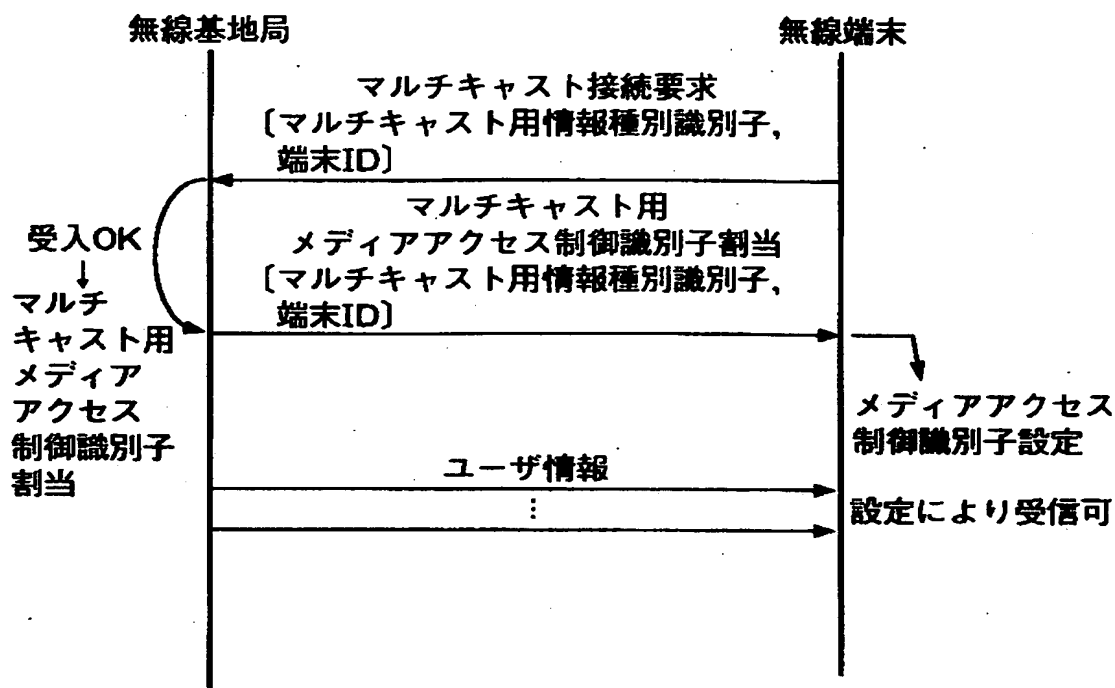 無線基地局
無線端末
マルチキャスト接続要求
〔マルチキャスト用情報種別識別子,
端末ID〕
マルチキャスト用
メディアアクセス制御識別子割当
〔マルチキャスト用情報種別識別子,
端末ID〕
受入OK
↓
マルチ
キャスト用
メディア
アクセス
制御識別子
割当
メディアアクセス
制御識別子設定
ユーザ情報
⋮
設定により受信可